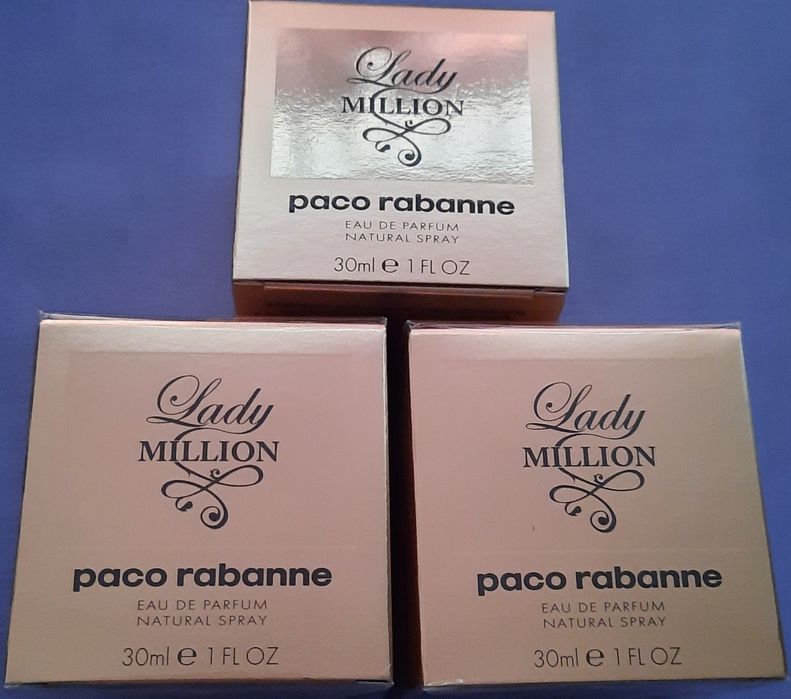 Lady
MILLION
paco rabanne
EAU DE PARFUM
NATURAL SPRAY
30ml ℮ 1 FL OZ
Lady
MILLION
paco rabanne
EAU DE PARFUM
NATURAL SPRAY
30ml ℮ 1 FL OZ
Lady
MILLION
paco rabanne
EAU DE PARFUM
NATURAL SPRAY
30ml ℮ 1 FL OZ